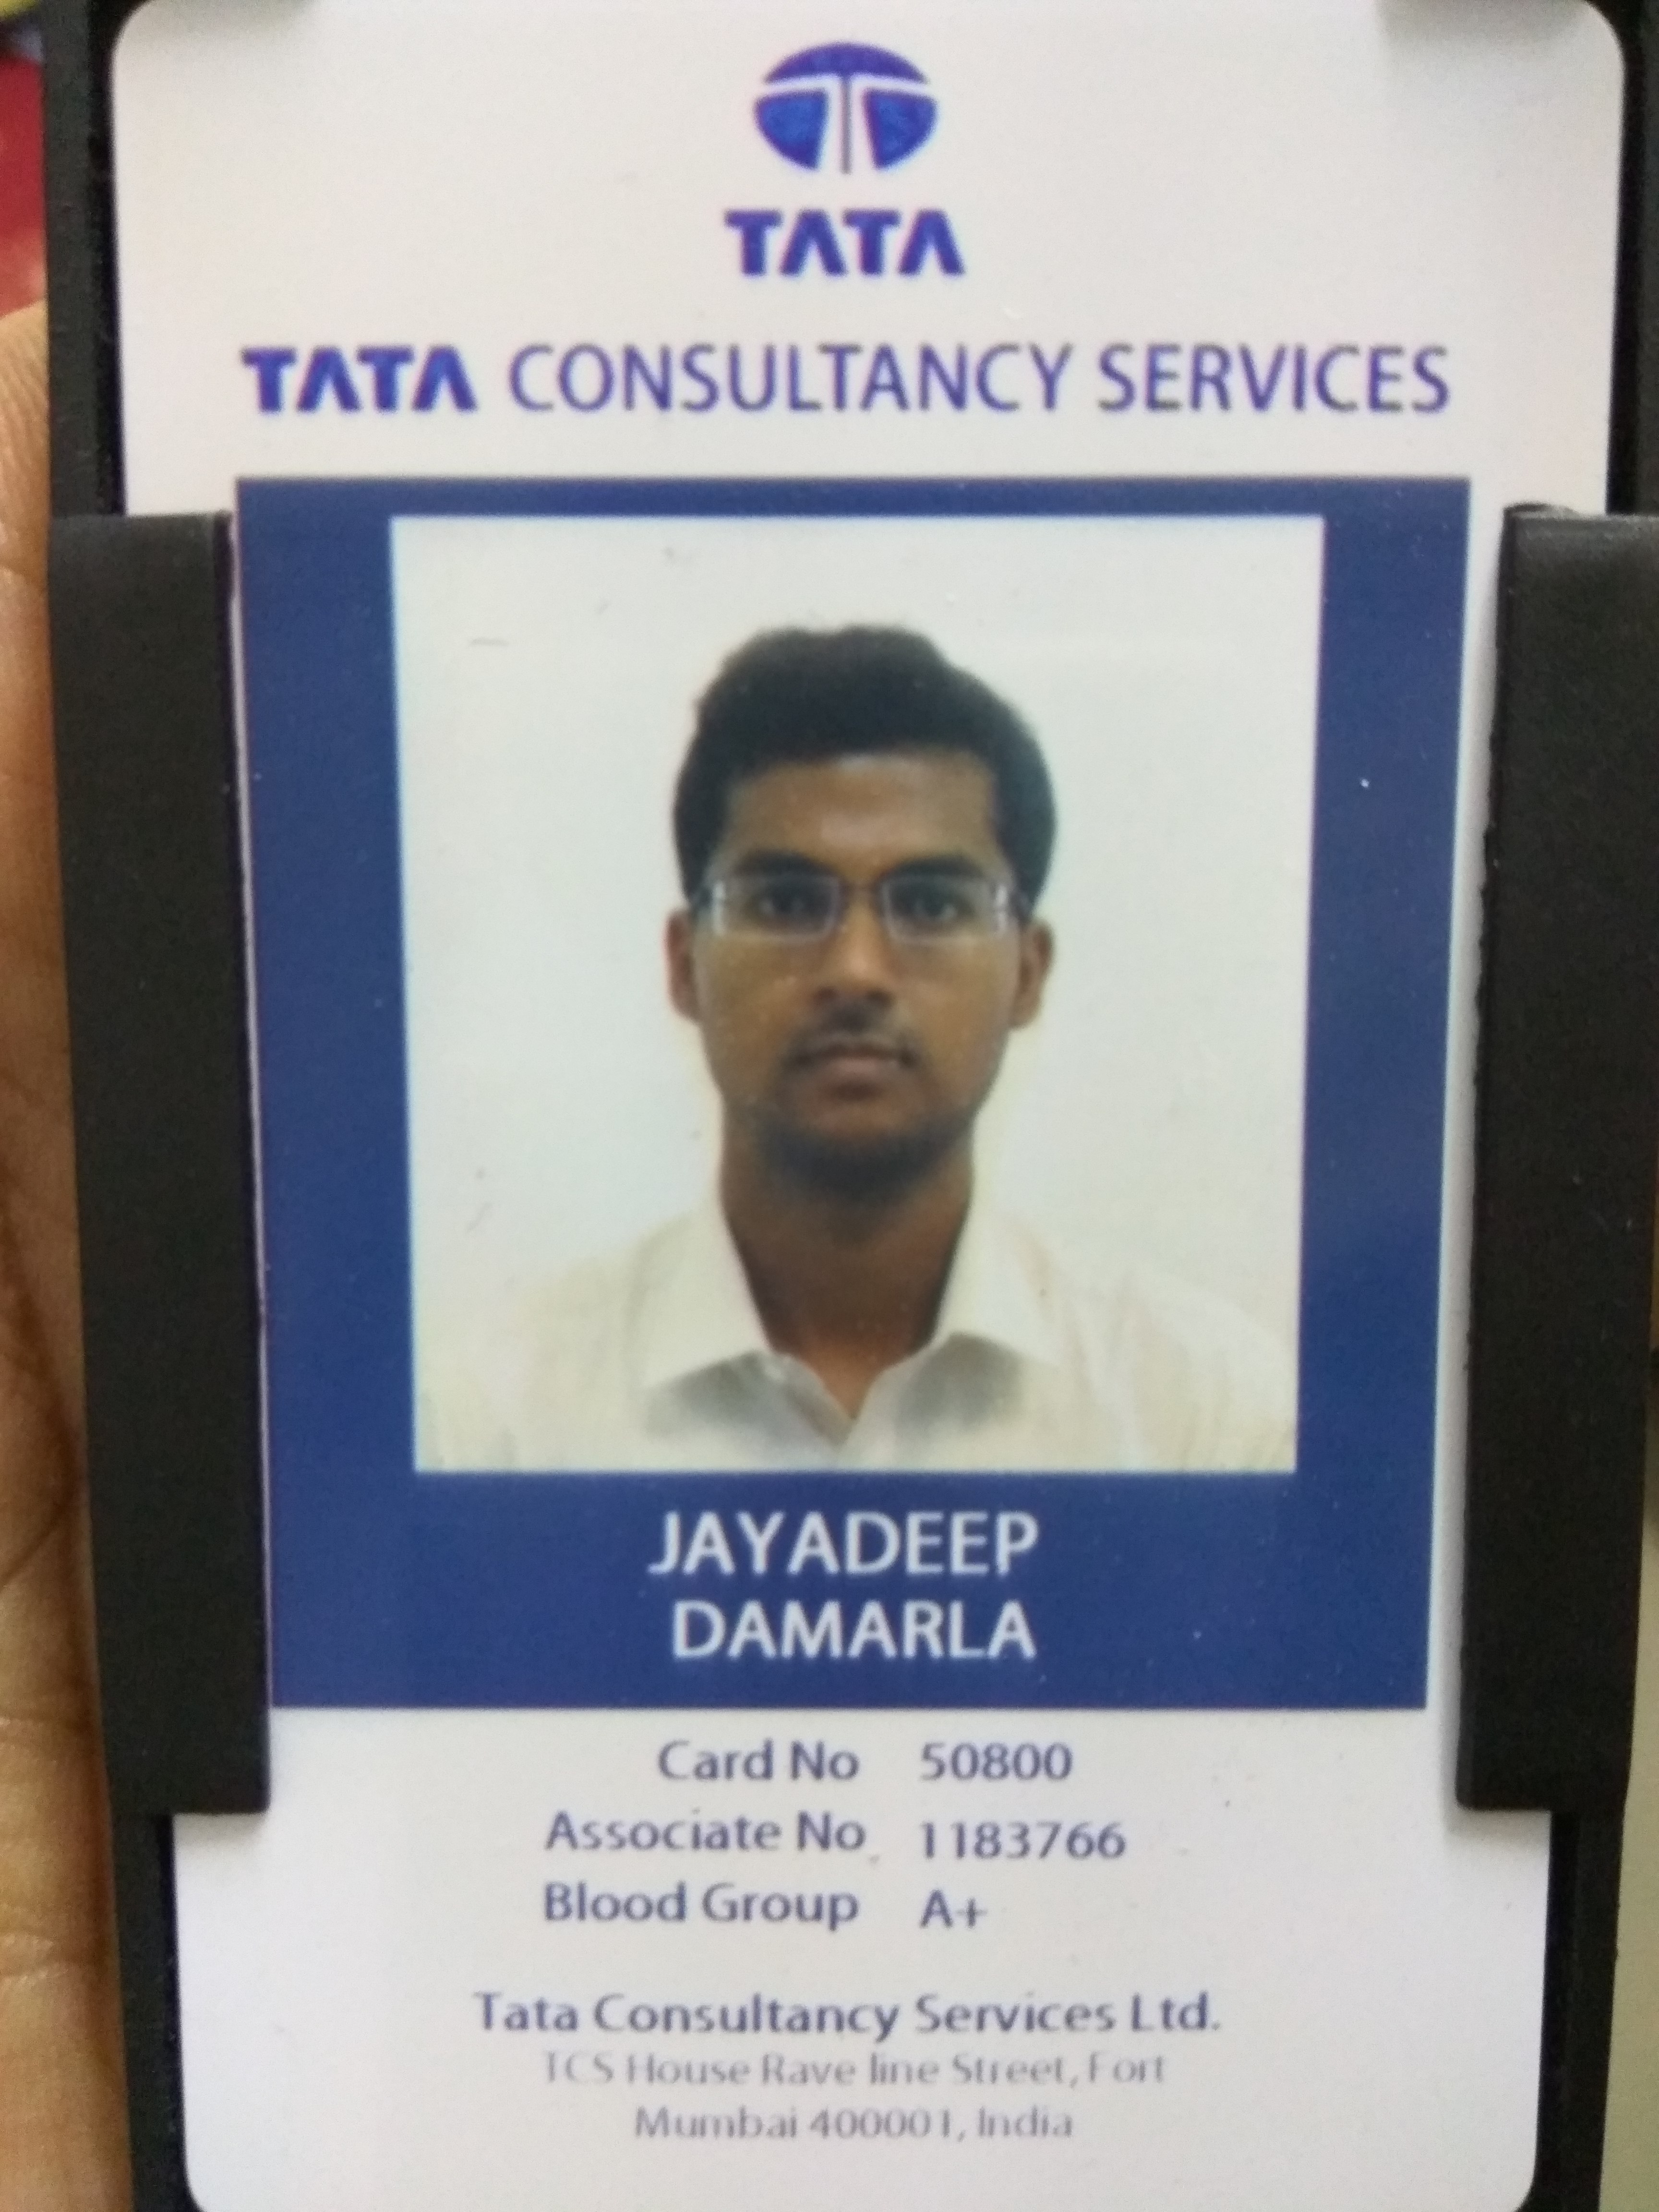 TATA
TATA CONSULTANCY SERVICES
JAYADEEP
DAMARLA
Card No 50800
Associate No 1183766
Blood Group A+
Tata Consultancy Services Ltd.
TCS House Rave line Street, Fort
Mumbai 400001, India